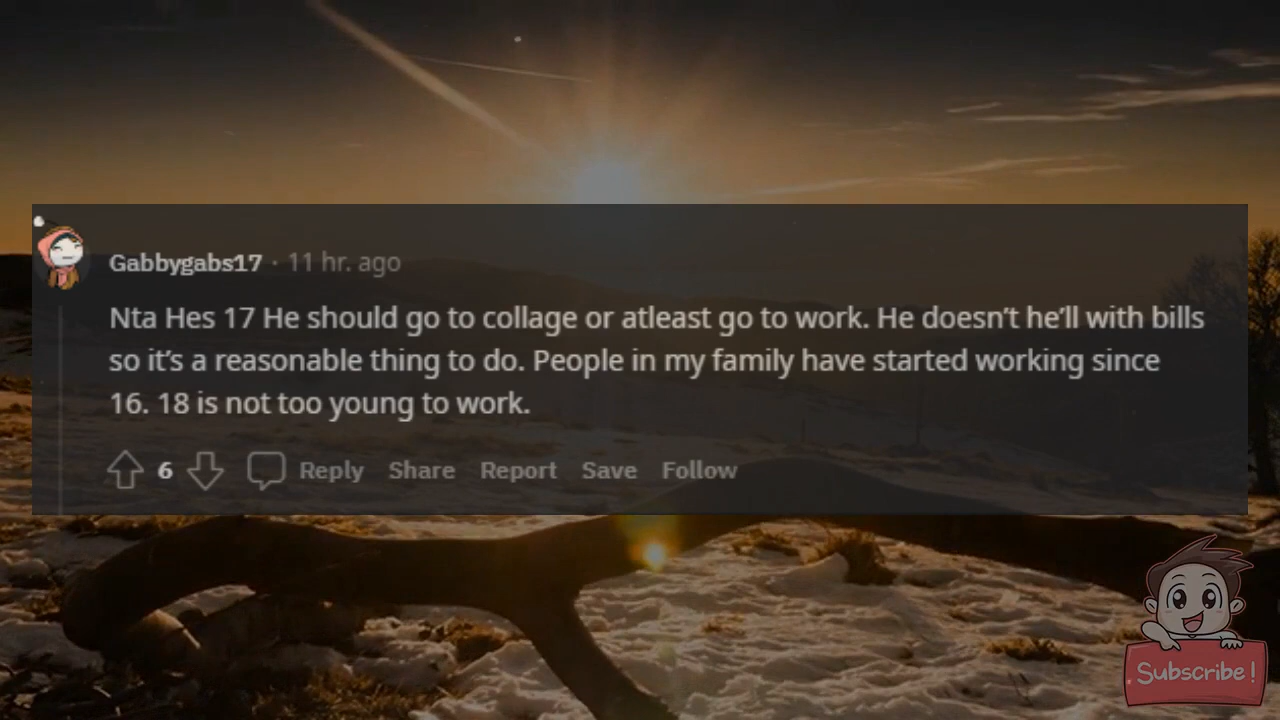 Gabbygabs17 · 11 hr. ago
Nta Hes 17 He should go to collage or atleast go to work. He doesn't he'll with bills
so it's a reasonable thing to do. People in my family have started working since
16. 18 is not too young to work.
6 Reply Share Report Save Follow
Subscribe!